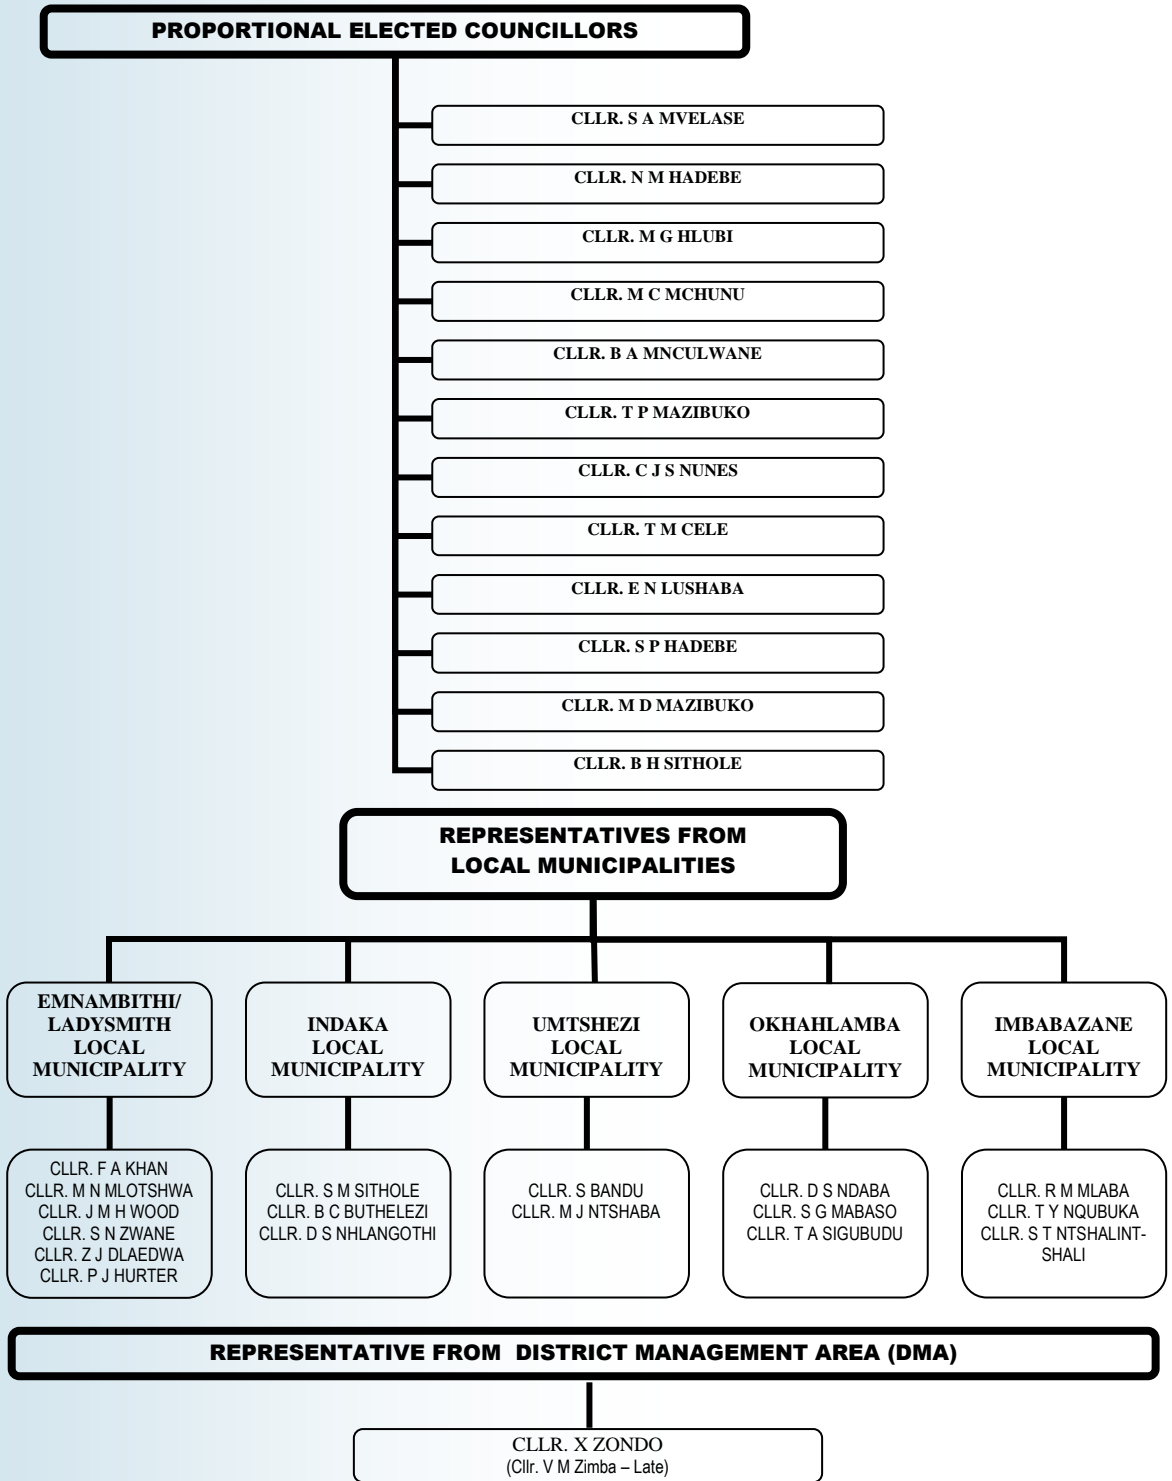 PROPORTIONAL ELECTED COUNCILLORS
CLLR. S A MVELASE
CLLR. N M HADEBE
CLLR. M G HLUBI
CLLR. M C MCHUNU
CLLR. B A MNCULWANE
CLLR. T P MAZIBUKO
CLLR. C J S NUNES
CLLR. T M CELE
CLLR. E N LUSHABA
CLLR. S P HADEBE
CLLR. M D MAZIBUKO
CLLR. B H SITHOLE
REPRESENTATIVES FROM
LOCAL MUNICIPALITIES
EMNAMBITHI/
LADYSMITH
LOCAL
MUNICIPALITY
CLLR. F A KHAN
CLLR. M N MLOTSHWA
CLLR. J M H WOOD
CLLR. S N ZWANE
CLLR. Z J DLAEDWA
CLLR. P J HURTER
INDAKA
LOCAL
MUNICIPALITY
CLLR. S M SITHOLE
CLLR. B C BUTHELEZI
CLLR. D S NHLANGOTHI
UMTSHEZI
LOCAL
MUNICIPALITY
CLLR. S BANDU
CLLR. M J NTSHABA
OKHAHLAMBA
LOCAL
MUNICIPALITY
CLLR. D S NDABA
CLLR. S G MABASO
CLLR. T A SIGUBUDU
IMBABAZANE
LOCAL
MUNICIPALITY
CLLR. R M MLABA
CLLR. T Y NQUBUKA
CLLR. S T NTSHALINT-
SHALI
REPRESENTATIVE FROM DISTRICT MANAGEMENT AREA (DMA)
CLLR. X ZONDO
(Cllr. V M Zimba – Late)